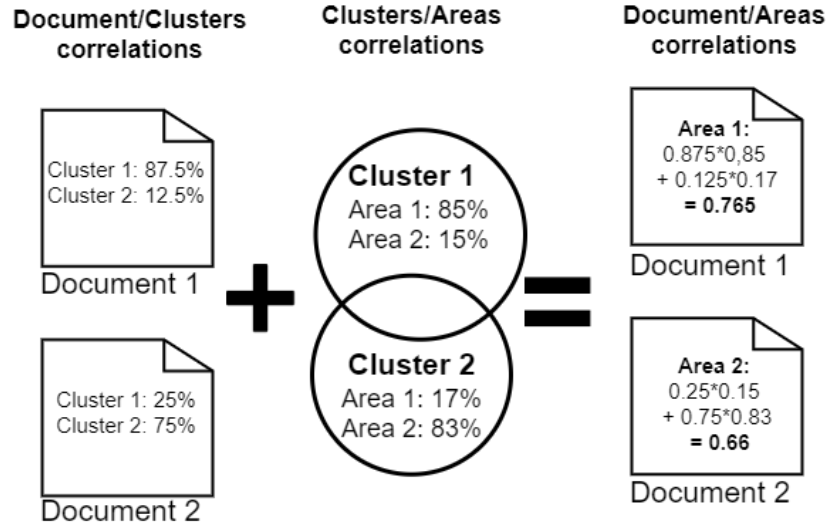 Document/Clusters
correlations
Cluster 1: 87.5%
Cluster 2: 12.5%
Document 1
Cluster 1: 25%
Cluster 2: 75%
Document 2
Clusters/Areas
correlations
Cluster 1
Area 1: 85%
Area 2: 15%
Cluster 2
Area 1: 17%
Area 2: 83%
Document/Areas
correlations
Area 1:
0.875*0,85
+ 0.125*0.17
= 0.765
Document 1
Area 2:
0.25*0.15
+ 0.75*0.83
= 0.66
Document 2